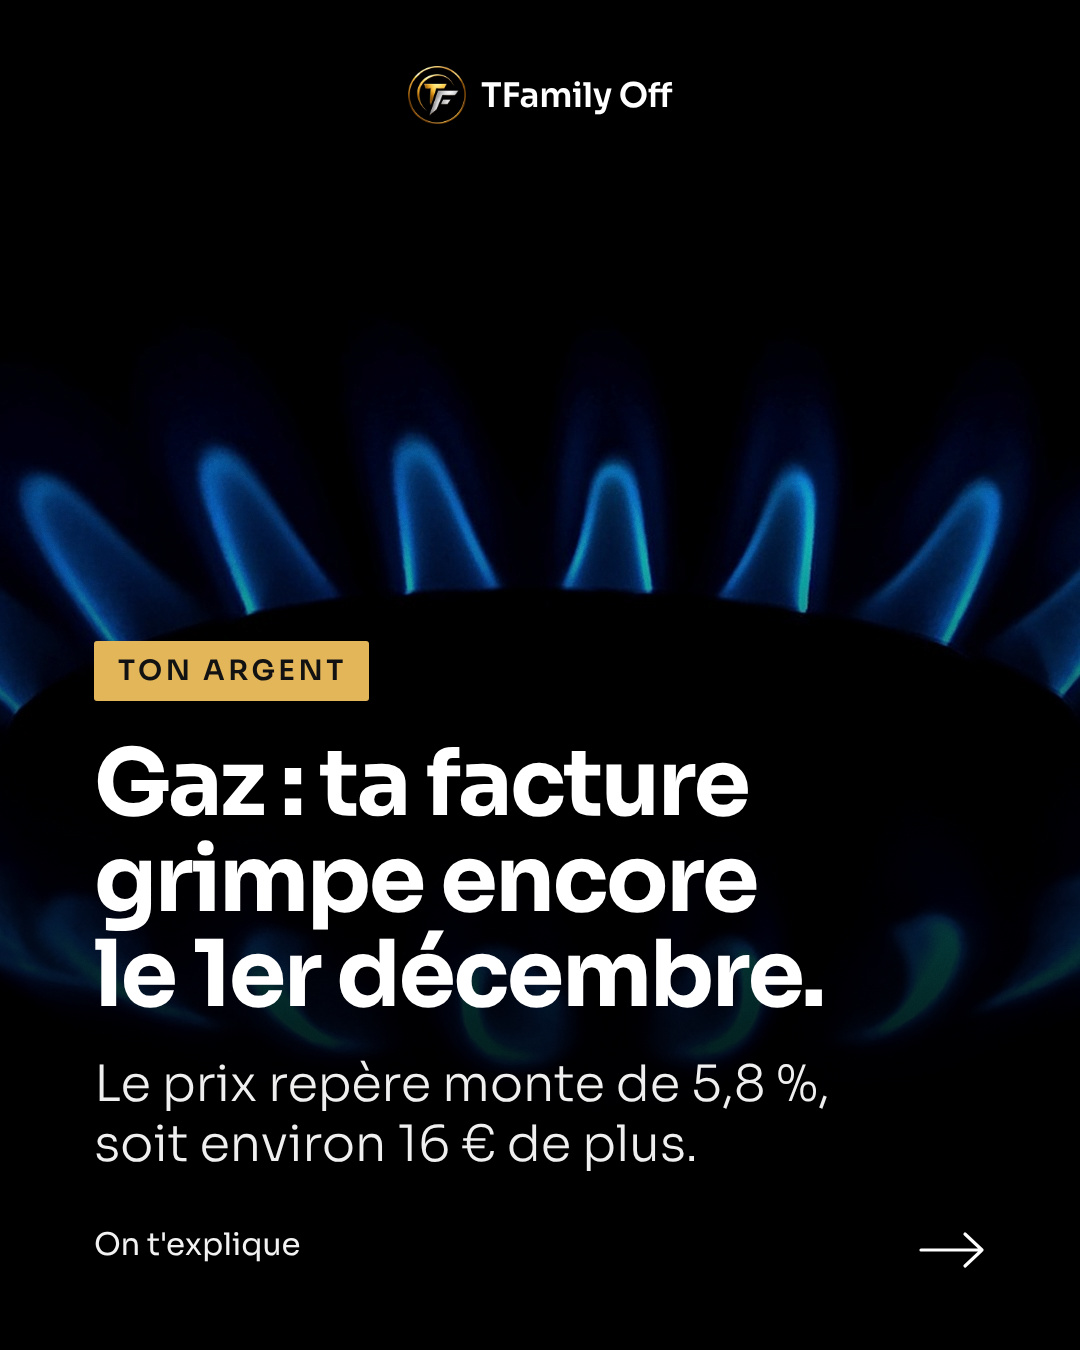 TF TFamily Off
TON ARGENT
Gaz : ta facture
grimpe encore
le 1er décembre.
Le prix repère monte de 5,8 %,
soit environ 16 € de plus.
On t'explique